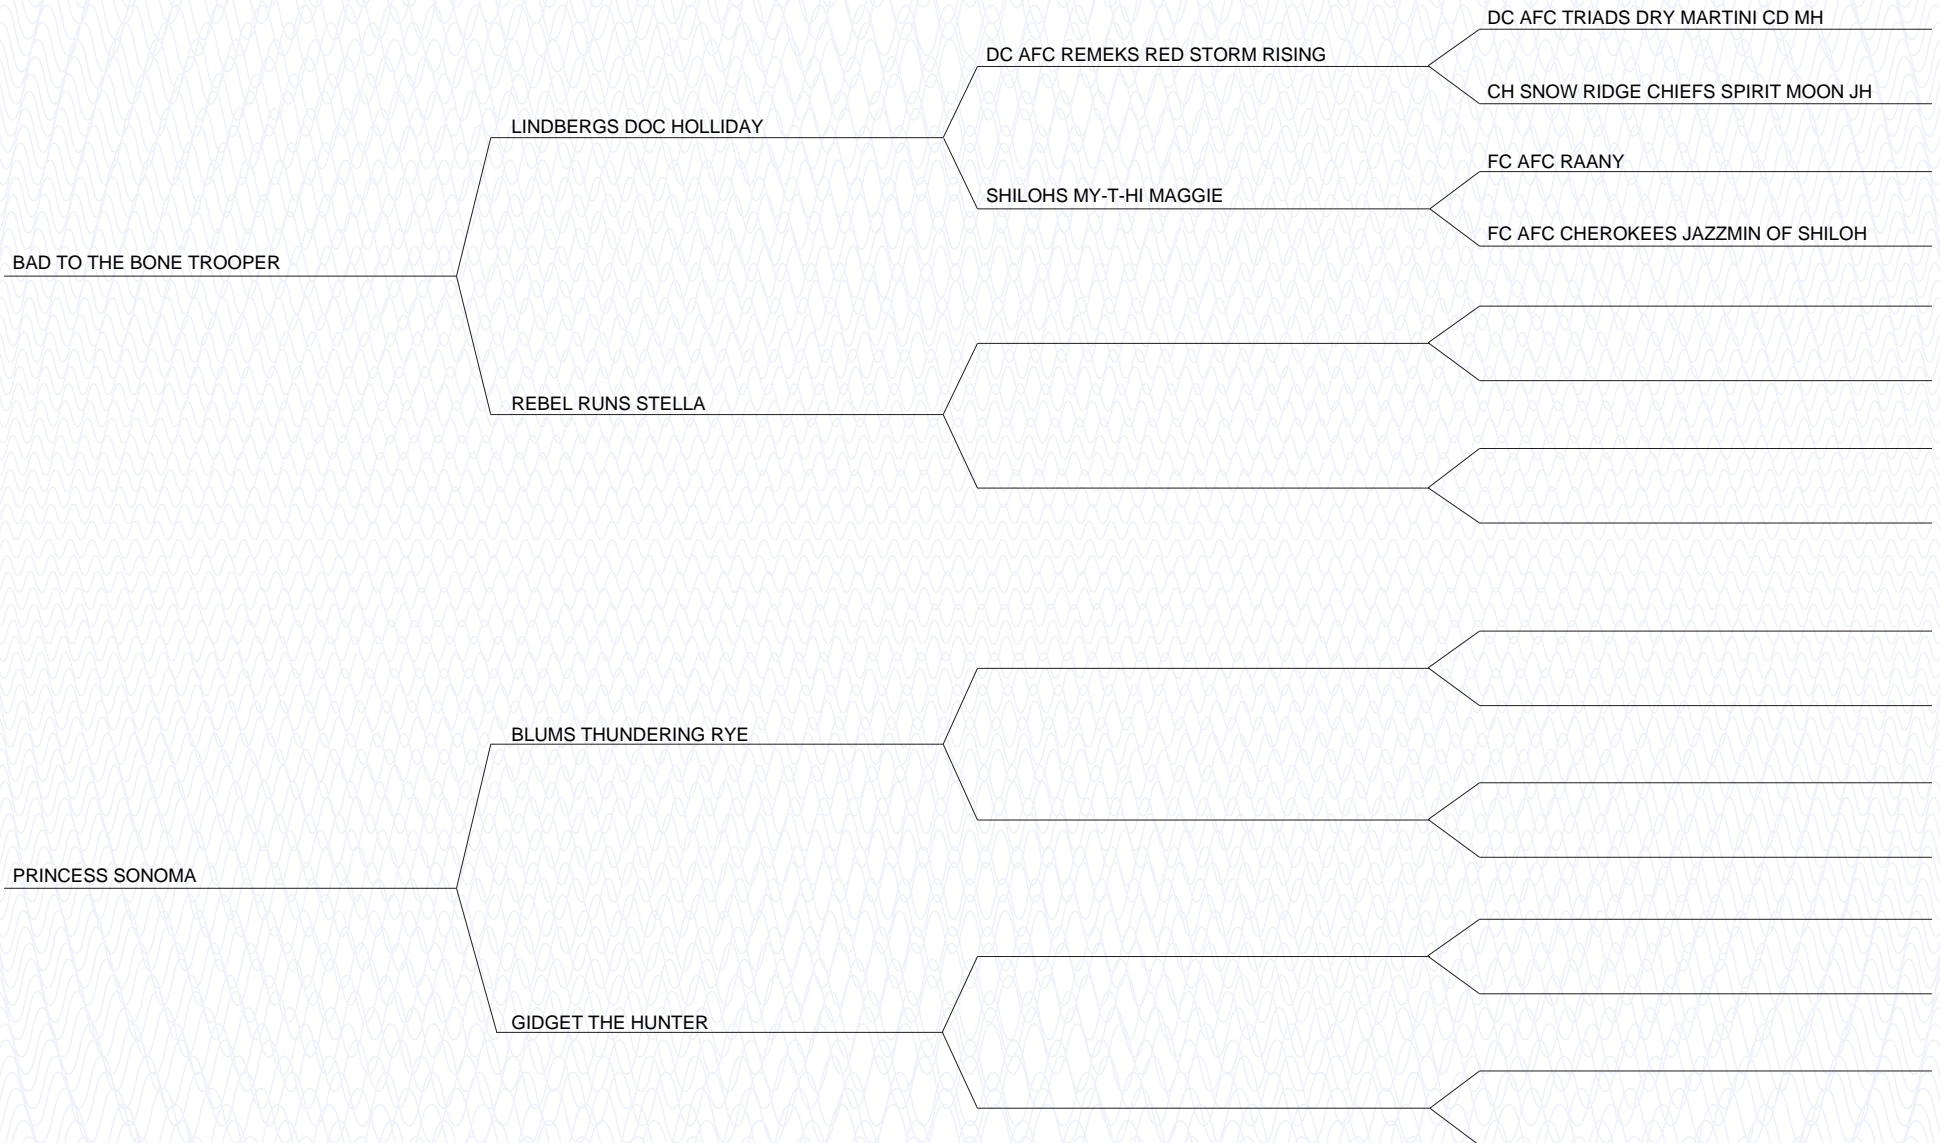 DC AFC TRIADS DRY MARTINI CD MH
DC AFC REMEKS RED STORM RISING
CH SNOW RIDGE CHIEFS SPIRIT MOON JH
LINDBERGS DOC HOLLIDAY
FC AFC RAANY
SHILOHS MY-T-HI MAGGIE
FC AFC CHEROKEES JAZZMIN OF SHILOH
BAD TO THE BONE TROOPER
REBEL RUNS STELLA
BLUMS THUNDERING RYE
PRINCESS SONOMA
GIDGET THE HUNTER